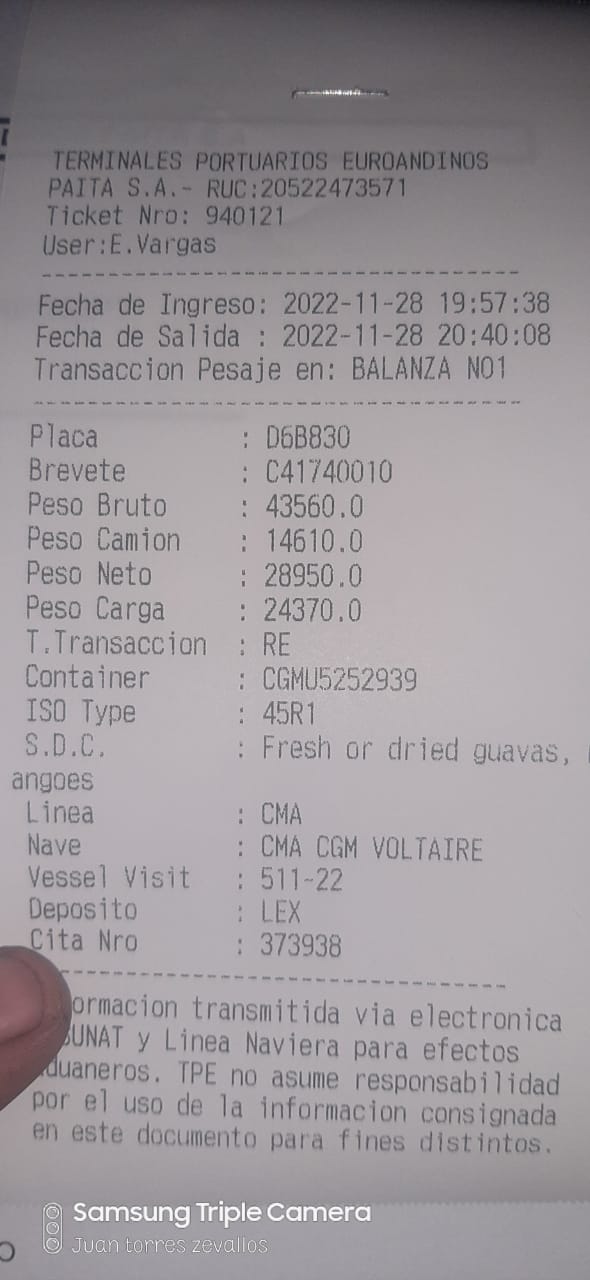 TERMINALES PORTUARIOS EUROANDINOS
PAITA S.A.- RUC:20522473571
Ticket Nro: 940121
User:E.Vargas
Fecha de Ingreso: 2022-11-28 19:57:38
Fecha de Salida : 2022-11-28 20:40:08
Transaccion Pesaje en: BALANZA NO1
Placa : D6B830
Brevete : C41740010
Peso Bruto : 43560.0
Peso Camion : 14610.0
Peso Neto : 28950.0
Peso Carga : 24370.0
T.Transaccion : RE
Container : CGMU5252939
ISO Type : 45R1
S.D.C. : Fresh or dried guavas,
angoes
Linea : CMA
Nave : CMA CGM VOLTAIRE
Vessel Visit : 511-22
Deposito : LEX
Cita Nro : 373938
ormacion transmitida via electronica
UNAT y Linea Naviera para efectos
duaneros. TPE no asume responsabilidad
por el uso de la informacion consignada
en este documento para fines distintos.
Samsung Triple Camera
Juan torres zevallos